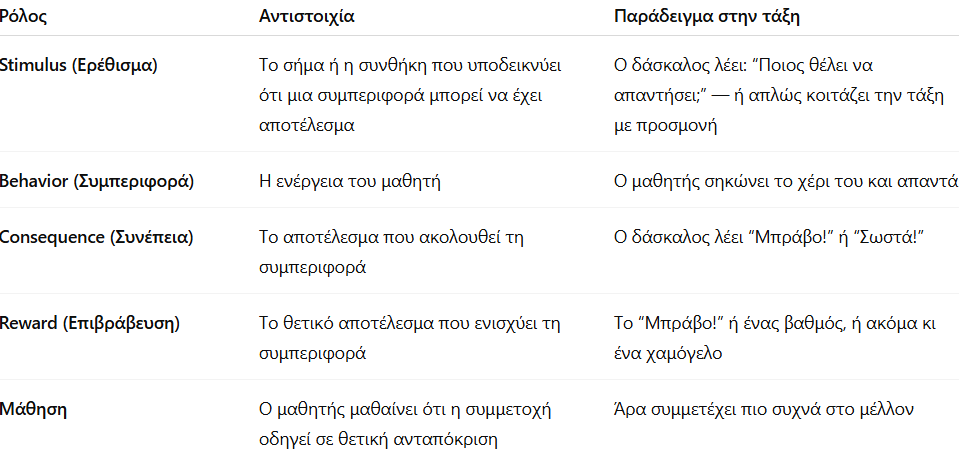 Ρόλος Αντιστοιχία Παράδειγμα στην τάξη
Stimulus (Ερέθισμα) Το σήμα ή η συνθήκη που υποδεικνύει Ο δάσκαλος λέει: “Ποιος θέλει να
ότι μια συμπεριφορά μπορεί να έχει απαντήσει;” — ή απλώς κοιτάζει την τάξη
αποτέλεσμα με προσμονή
Behavior (Συμπεριφορά) Η ενέργεια του μαθητή Ο μαθητής σηκώνει το χέρι του και απαντά
Consequence (Συνέπεια) Το αποτέλεσμα που ακολουθεί τη Ο δάσκαλος λέει “Μπράβο!” ή “Σωστά!”
συμπεριφορά
Reward (Επιβράβευση) Το θετικό αποτέλεσμα που ενισχύει τη Το “Μπράβο!” ή ένας βαθμός, ή ακόμα κι
συμπεριφορά ένα χαμόγελο
Μάθηση Ο μαθητής μαθαίνει ότι η συμμετοχή Άρα συμμετέχει πιο συχνά στο μέλλον
οδηγεί σε θετική ανταπόκριση